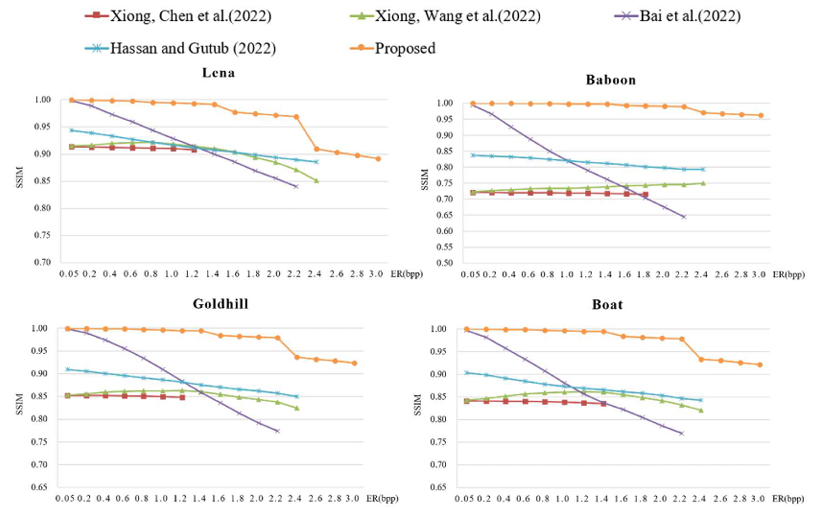 Xiong, Chen et al.(2022) Xiong, Wang et al.(2022) Bai et al.(2022)
Hassan and Gutub (2022) Proposed
Lena
1.00
0.95
0.90
0.85
0.80
0.75
0.70
SSIM
0.05 0.2 0.4 0.6 0.8 1.0 1.2 1.4 1.6 1.8 2.0 2.2 2.4 2.6 2.8 3.0 ER(bpp)
Baboon
1.00
0.95
0.90
0.85
0.80
0.75
0.70
0.65
0.60
0.55
0.50
SSIM
0.05 0.2 0.4 0.6 0.8 1.0 1.2 1.4 1.6 1.8 2.0 2.2 2.4 2.6 2.8 3.0 ER(bpp)
Goldhill
1.00
0.95
0.90
0.85
0.80
0.75
0.70
0.65
SSIM
0.05 0.2 0.4 0.6 0.8 1.0 1.2 1.4 1.6 1.8 2.0 2.2 2.4 2.6 2.8 3.0 ER(bpp)
Boat
1.00
0.95
0.90
0.85
0.80
0.75
0.70
0.65
SSIM
0.05 0.2 0.4 0.6 0.8 1.0 1.2 1.4 1.6 1.8 2.0 2.2 2.4 2.6 2.8 3.0 ER(bpp)